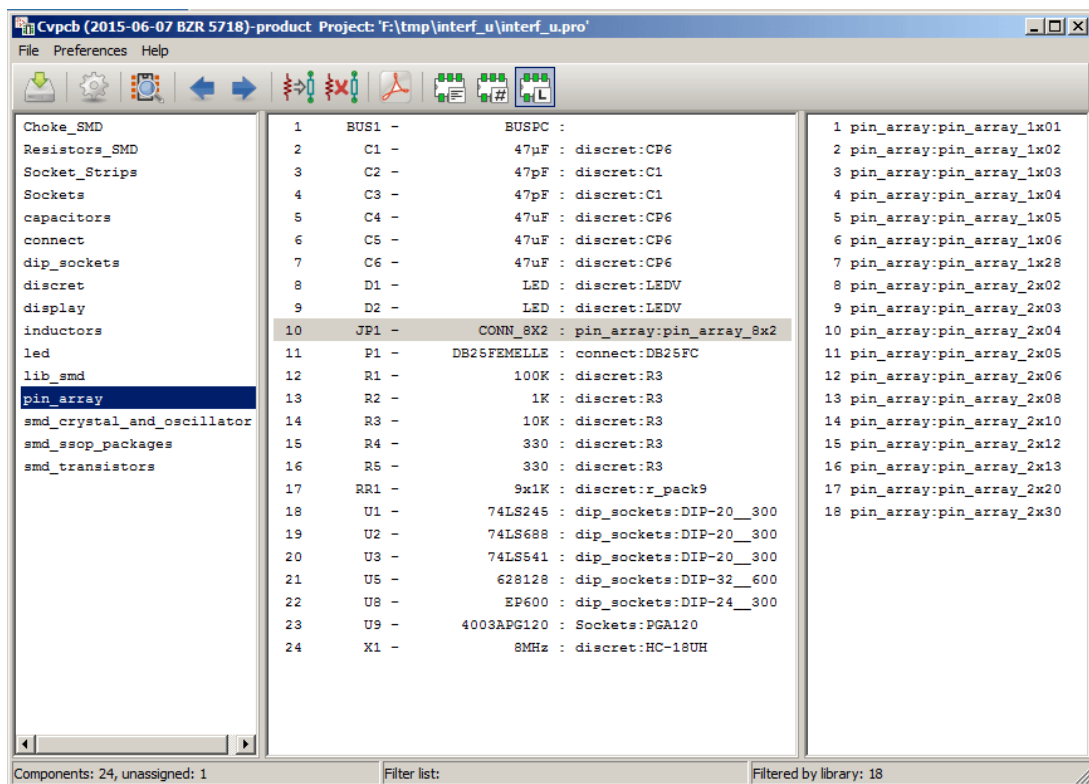 Cvpcb (2015-06-07 BZR 5718)-product Project: 'F:\tmp\interf_u\interf_u.pro'
File Preferences Help
Choke_SMD
Resistors_SMD
Socket_Strips
Sockets
capacitors
connect
dip_sockets
discret
display
inductors
led
lib_smd
pin_array
smd_crystal_and_oscillator
smd_ssop_packages
smd_transistors
1 BUS1 - BUSPC :
2 C1 - 47µF : discret:CP6
3 C2 - 47pF : discret:C1
4 C3 - 47pF : discret:C1
5 C4 - 47uF : discret:CP6
6 C5 - 47uF : discret:CP6
7 C6 - 47uF : discret:CP6
8 D1 - LED : discret:LEDV
9 D2 - LED : discret:LEDV
10 JP1 - CONN_8X2 : pin_array:pin_array_8x2
11 P1 - DB25FEMELLE : connect:DB25FC
12 R1 - 100K : discret:R3
13 R2 - 1K : discret:R3
14 R3 - 10K : discret:R3
15 R4 - 330 : discret:R3
16 R5 - 330 : discret:R3
17 RR1 - 9x1K : discret:r_pack9
18 U1 - 74LS245 : dip_sockets:DIP-20__300
19 U2 - 74LS688 : dip_sockets:DIP-20__300
20 U3 - 74LS541 : dip_sockets:DIP-20__300
21 U5 - 628128 : dip_sockets:DIP-32__600
22 U8 - EP600 : dip_sockets:DIP-24__300
23 U9 - 4003APG120 : Sockets:PGA120
24 X1 - 8MHz : discret:HC-18UH
1 pin_array:pin_array_1x01
2 pin_array:pin_array_1x02
3 pin_array:pin_array_1x03
4 pin_array:pin_array_1x04
5 pin_array:pin_array_1x05
6 pin_array:pin_array_1x06
7 pin_array:pin_array_1x28
8 pin_array:pin_array_2x02
9 pin_array:pin_array_2x03
10 pin_array:pin_array_2x04
11 pin_array:pin_array_2x05
12 pin_array:pin_array_2x06
13 pin_array:pin_array_2x08
14 pin_array:pin_array_2x10
15 pin_array:pin_array_2x12
16 pin_array:pin_array_2x13
17 pin_array:pin_array_2x20
18 pin_array:pin_array_2x30
Components: 24, unassigned: 1
Filter list:
Filtered by library: 18